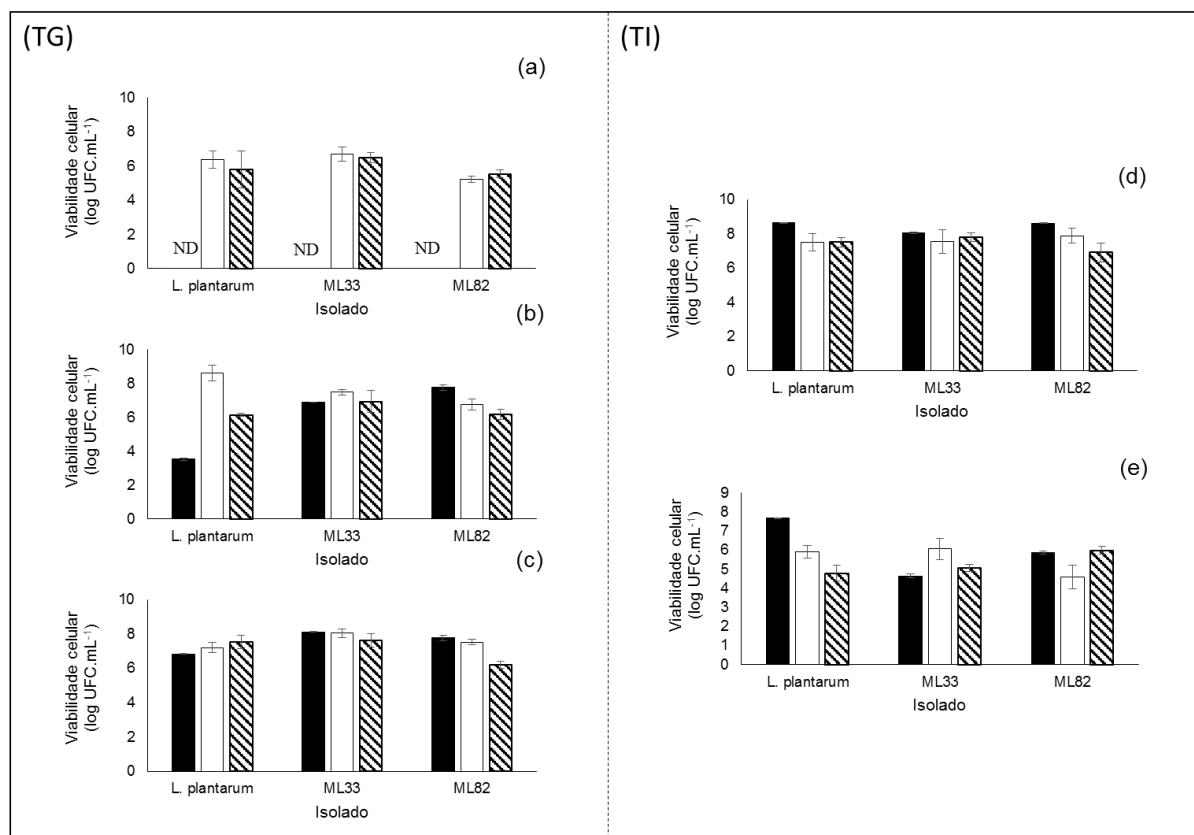 (TG)
(a)
Viabilidade celular
(log UFC.mL-1)
10
8
6
4
2
0
ND
ND
ND
L. plantarum
ML33
ML82
Isolado
(b)
Viabilidade celular
(log UFC.mL-1)
10
8
6
4
2
0
L. plantarum
ML33
ML82
Isolado
(c)
Viabilidade celular
(log UFC.mL-1)
10
8
6
4
2
0
L. plantarum
ML33
ML82
Isolado
(TI)
(d)
Viabilidade celular
(log UFC.mL-1)
10
8
6
4
2
0
L. plantarum
ML33
ML82
Isolado
(e)
Viabilidade celular
(log UFC.mL-1)
9
8
7
6
5
4
3
2
1
0
L. plantarum
ML33
ML82
Isolado